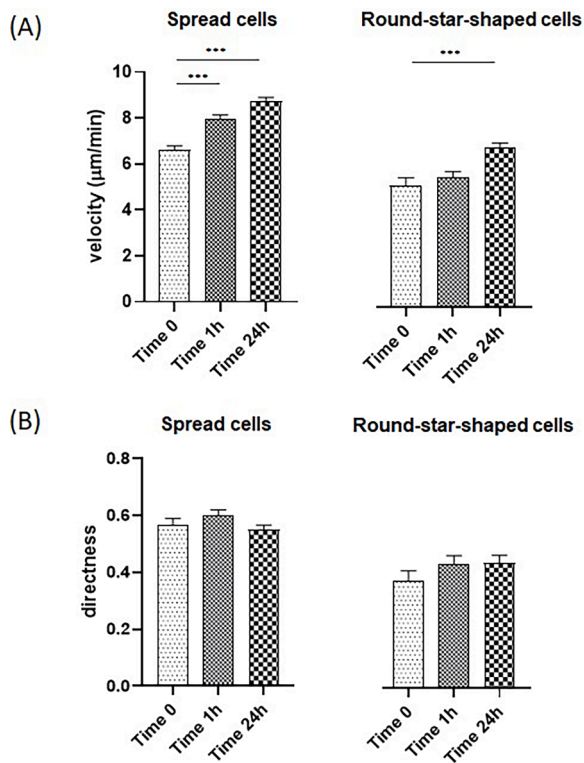 (A)
Spread cells
Round-star-shaped cells
***
***
***
velocity (μm/min)
10
8
6
4
2
0
Time 0
Time 1h
Time 24h
Time 0
Time 1h
Time 24h
(B)
Spread cells
Round-star-shaped cells
directness
0.8
0.6
0.4
0.2
0.0
Time 0
Time 1h
Time 24h
Time 0
Time 1h
Time 24h